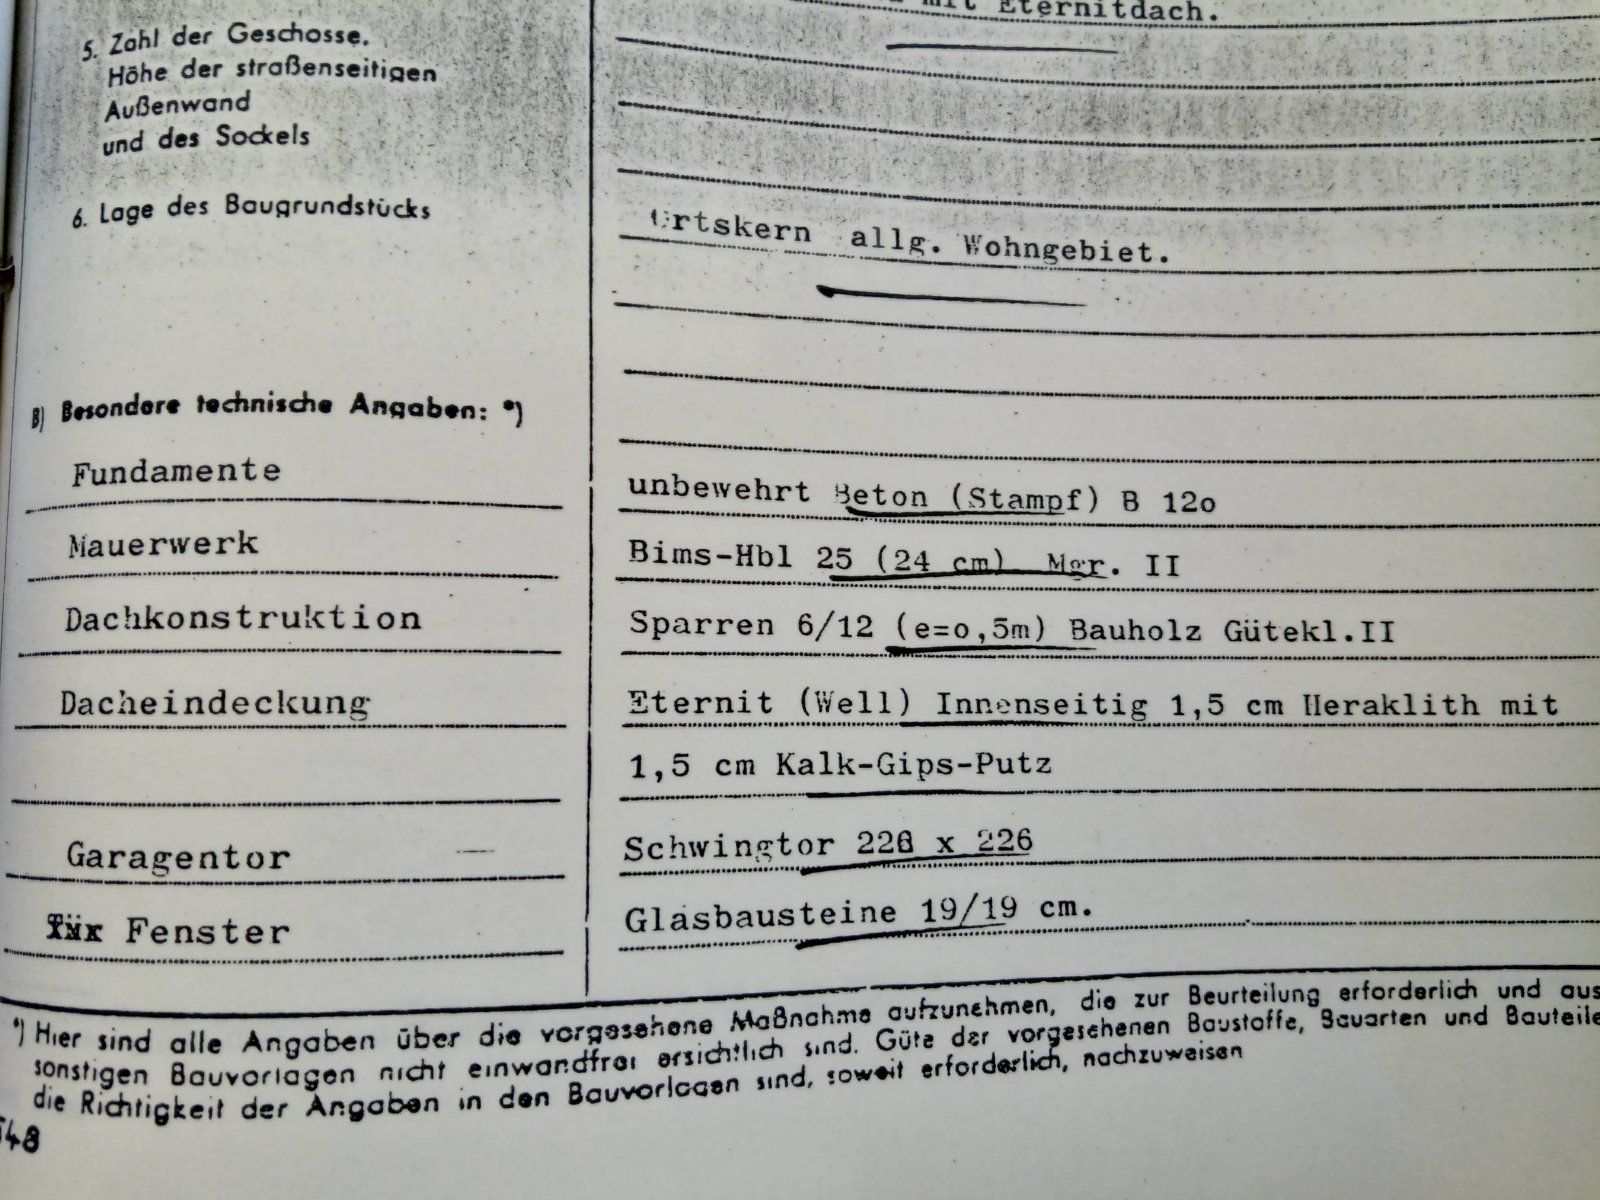 mit Eternitdach.
5. Zahl der Geschosse.
Höhe der straßenseitigen
Außenwand
und des Sockels
6. Lage des Baugrundstücks
Ortskern allg. Wohngebiet.
B) Besondere technische Angaben: *)
Fundamente
unbewehrt Beton (Stampf) B 12o
Mauerwerk
Bims-Hbl 25 (24 cm) Mgr. II
Dachkonstruktion
Sparren 6/12 (e=o,5m) Bauholz Gütekl.II
Dacheindeckung
Eternit (Well) Innenseitig 1,5 cm Heraklith mit
1,5 cm Kalk-Gips-Putz
Garagentor
Schwingtor 226 x 226
Fenster
Glasbausteine 19/19 cm.
*) Hier sind alle Angaben über die vorgesehene Maßnahme aufzunehmen, die zur Beurteilung erforderlich und aus
sonstigen Bauvorlagen nicht einwandfrei ersichtlich sind. Güte der vorgesehenen Baustoffe, Bauarten und Bauteile
die Richtigkeit der Angaben in den Bauvorlagen sind, soweit erforderlich, nachzuweisen